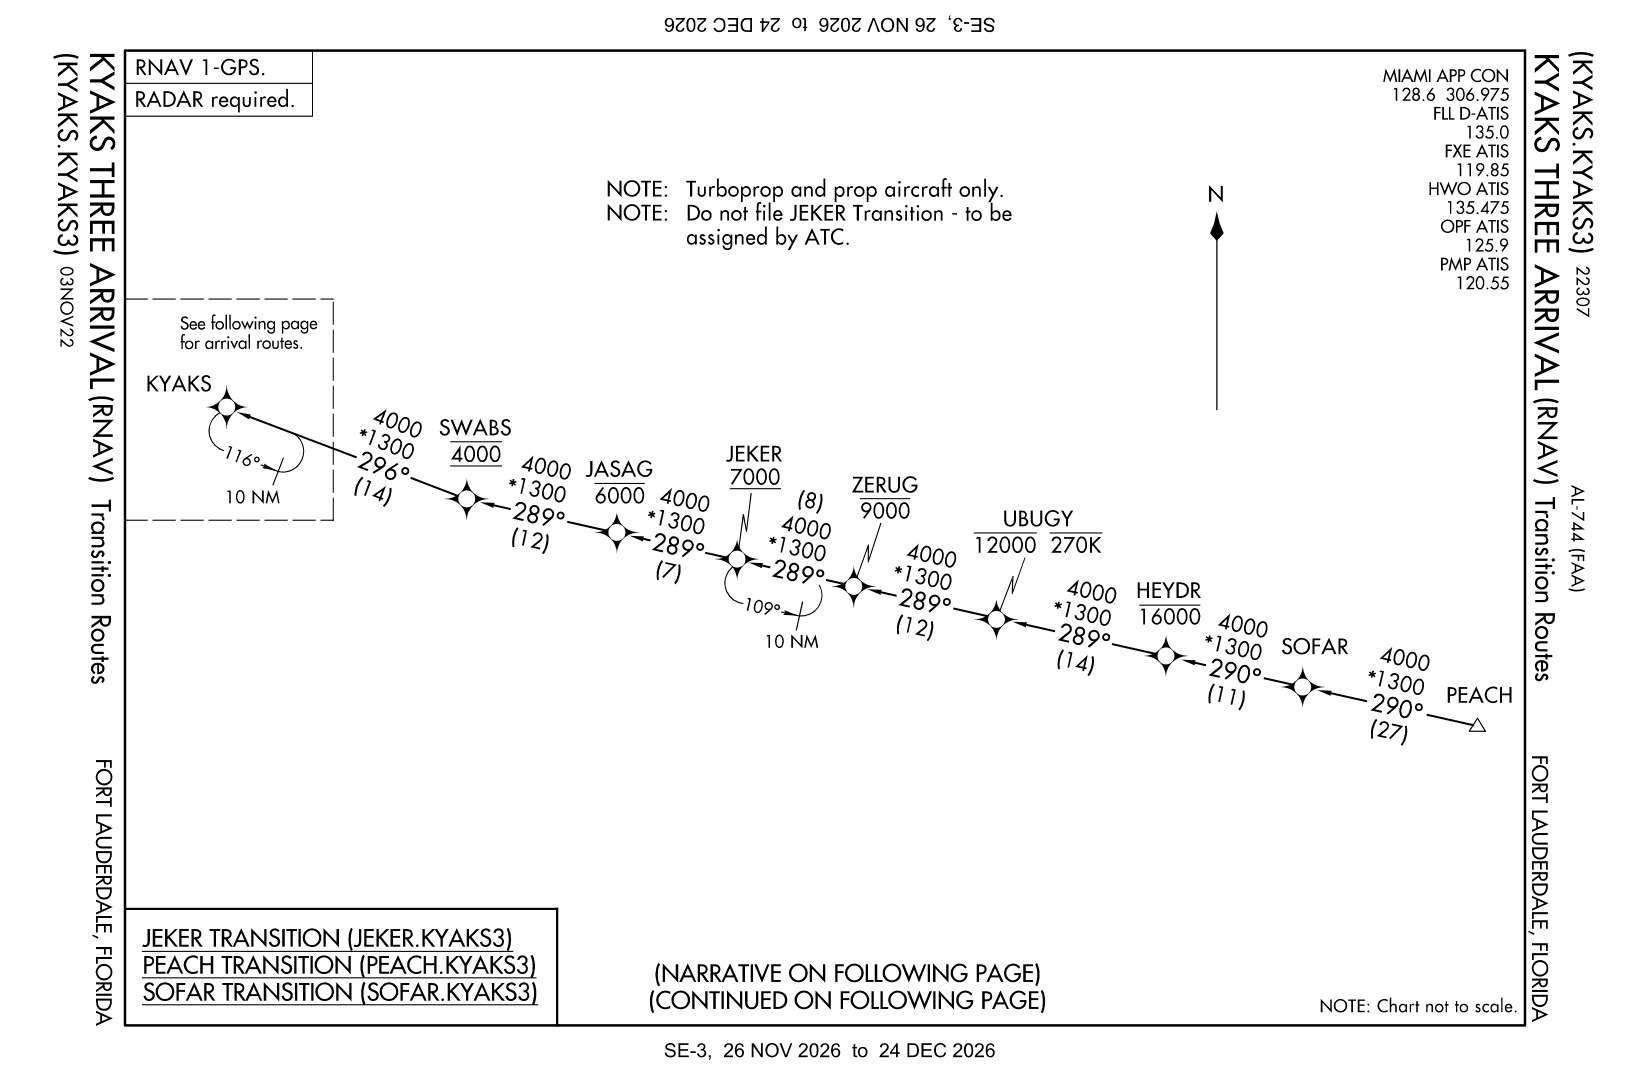 SE-3, 26 NOV 2026 to 24 DEC 2026
(KYAKS.KYAKS3) 03NOV22
KYAKS THREE ARRIVAL (RNAV) Transition Routes
FORT LAUDERDALE, FLORIDA
RNAV 1-GPS.
RADAR required.
NOTE: Turboprop and prop aircraft only.
NOTE: Do not file JEKER Transition - to be
assigned by ATC.
N
MIAMI APP CON
128.6 306.975
FLL D-ATIS
135.0
FXE ATIS
119.85
HWO ATIS
135.475
OPF ATIS
125.9
PMP ATIS
120.55
See following page
for arrival routes.
KYAKS
116°
10 NM
4000
*1300
296°
(14)
SWABS
4000
4000
*1300
289°
(12)
JASAG
6000
4000
*1300
289°
(7)
JEKER
7000
109°
10 NM
(8)
4000
*1300
289°
ZERUG
9000
4000
*1300
289°
(12)
UBUGY
12000 270K
4000
*1300
289°
(14)
HEYDR
16000
4000
*1300
290°
(11)
SOFAR
4000
*1300
290°
(27)
PEACH
JEKER TRANSITION (JEKER.KYAKS3)
PEACH TRANSITION (PEACH.KYAKS3)
SOFAR TRANSITION (SOFAR.KYAKS3)
(NARRATIVE ON FOLLOWING PAGE)
(CONTINUED ON FOLLOWING PAGE)
NOTE: Chart not to scale.
(KYAKS.KYAKS3) 22307
AL-744 (FAA)
KYAKS THREE ARRIVAL (RNAV) Transition Routes
FORT LAUDERDALE, FLORIDA
SE-3, 26 NOV 2026 to 24 DEC 2026